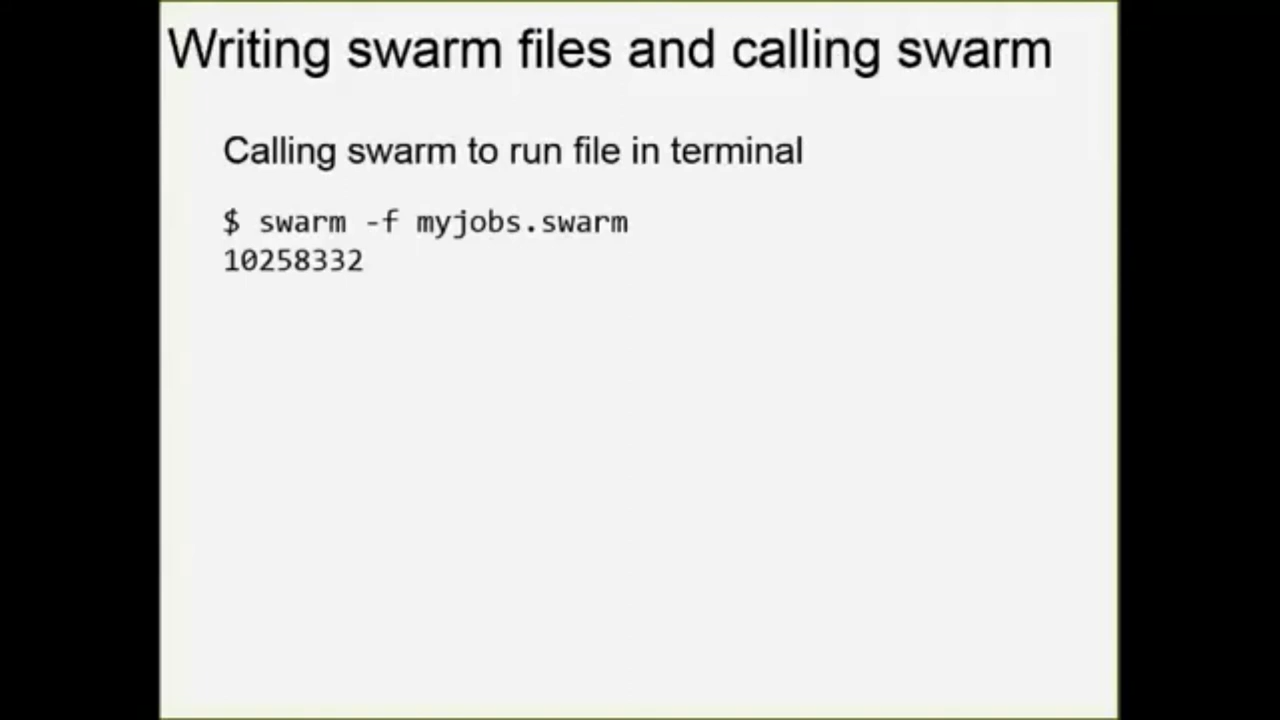 Writing swarm files and calling swarm
Calling swarm to run file in terminal
$ swarm -f myjobs.swarm
10258332